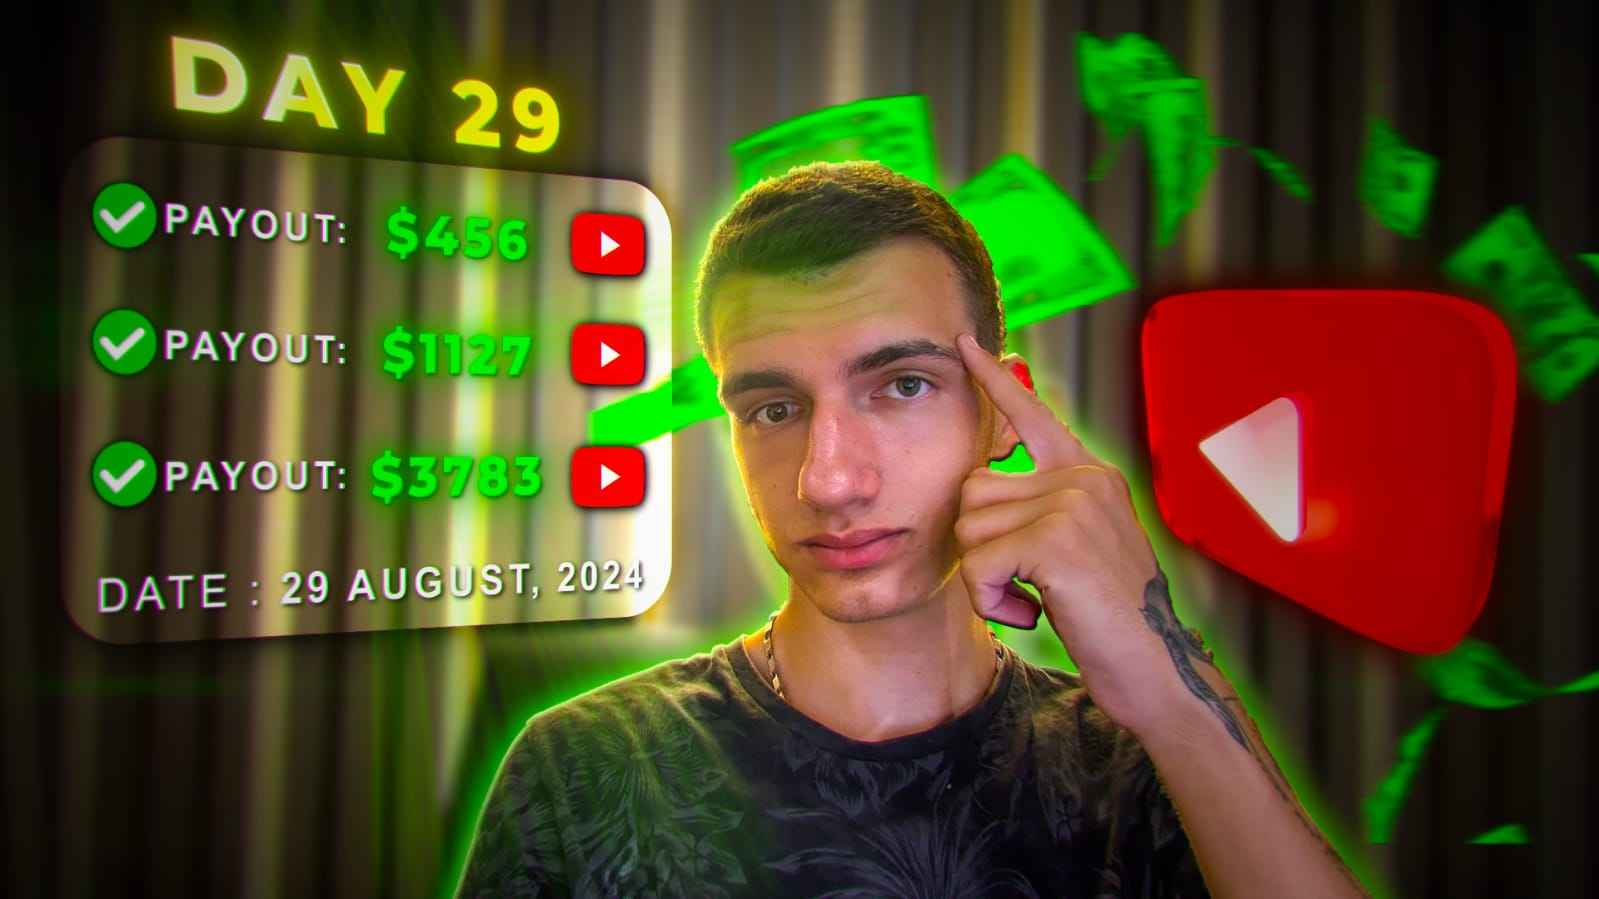 DAY 29
PAYOUT: $456
PAYOUT: $1127
PAYOUT: $3783
DATE : 29 AUGUST, 2024